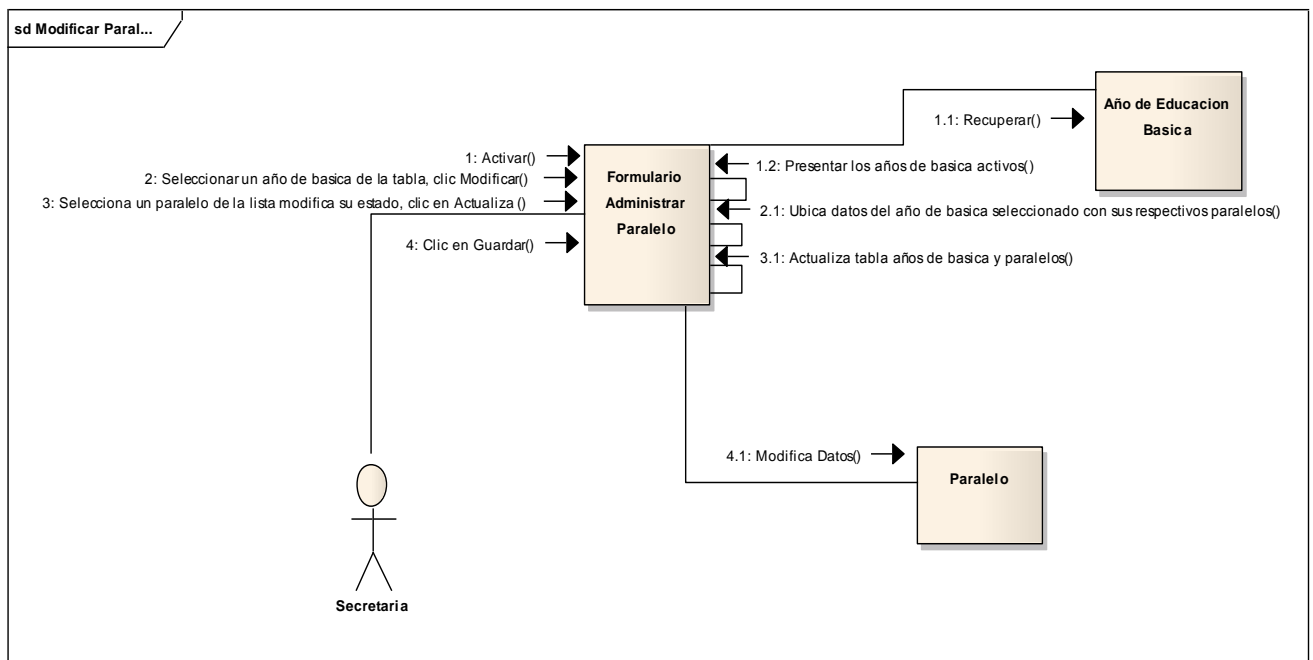 sd Modificar Paral...
Año de Educacion
Basica
1.1: Recuperar()
1: Activar()
1.2: Presentar los años de basica activos()
2: Seleccionar un año de basica de la tabla, clic Modificar()
Formulario
Administrar
Paralelo
3: Selecciona un paralelo de la lista modifica su estado, clic en Actualiza ()
2.1: Ubica datos del año de basica seleccionado con sus respectivos paralelos()
4: Clic en Guardar()
3.1: Actualiza tabla años de basica y paralelos()
4.1: Modifica Datos()
Paralelo
Secretaria